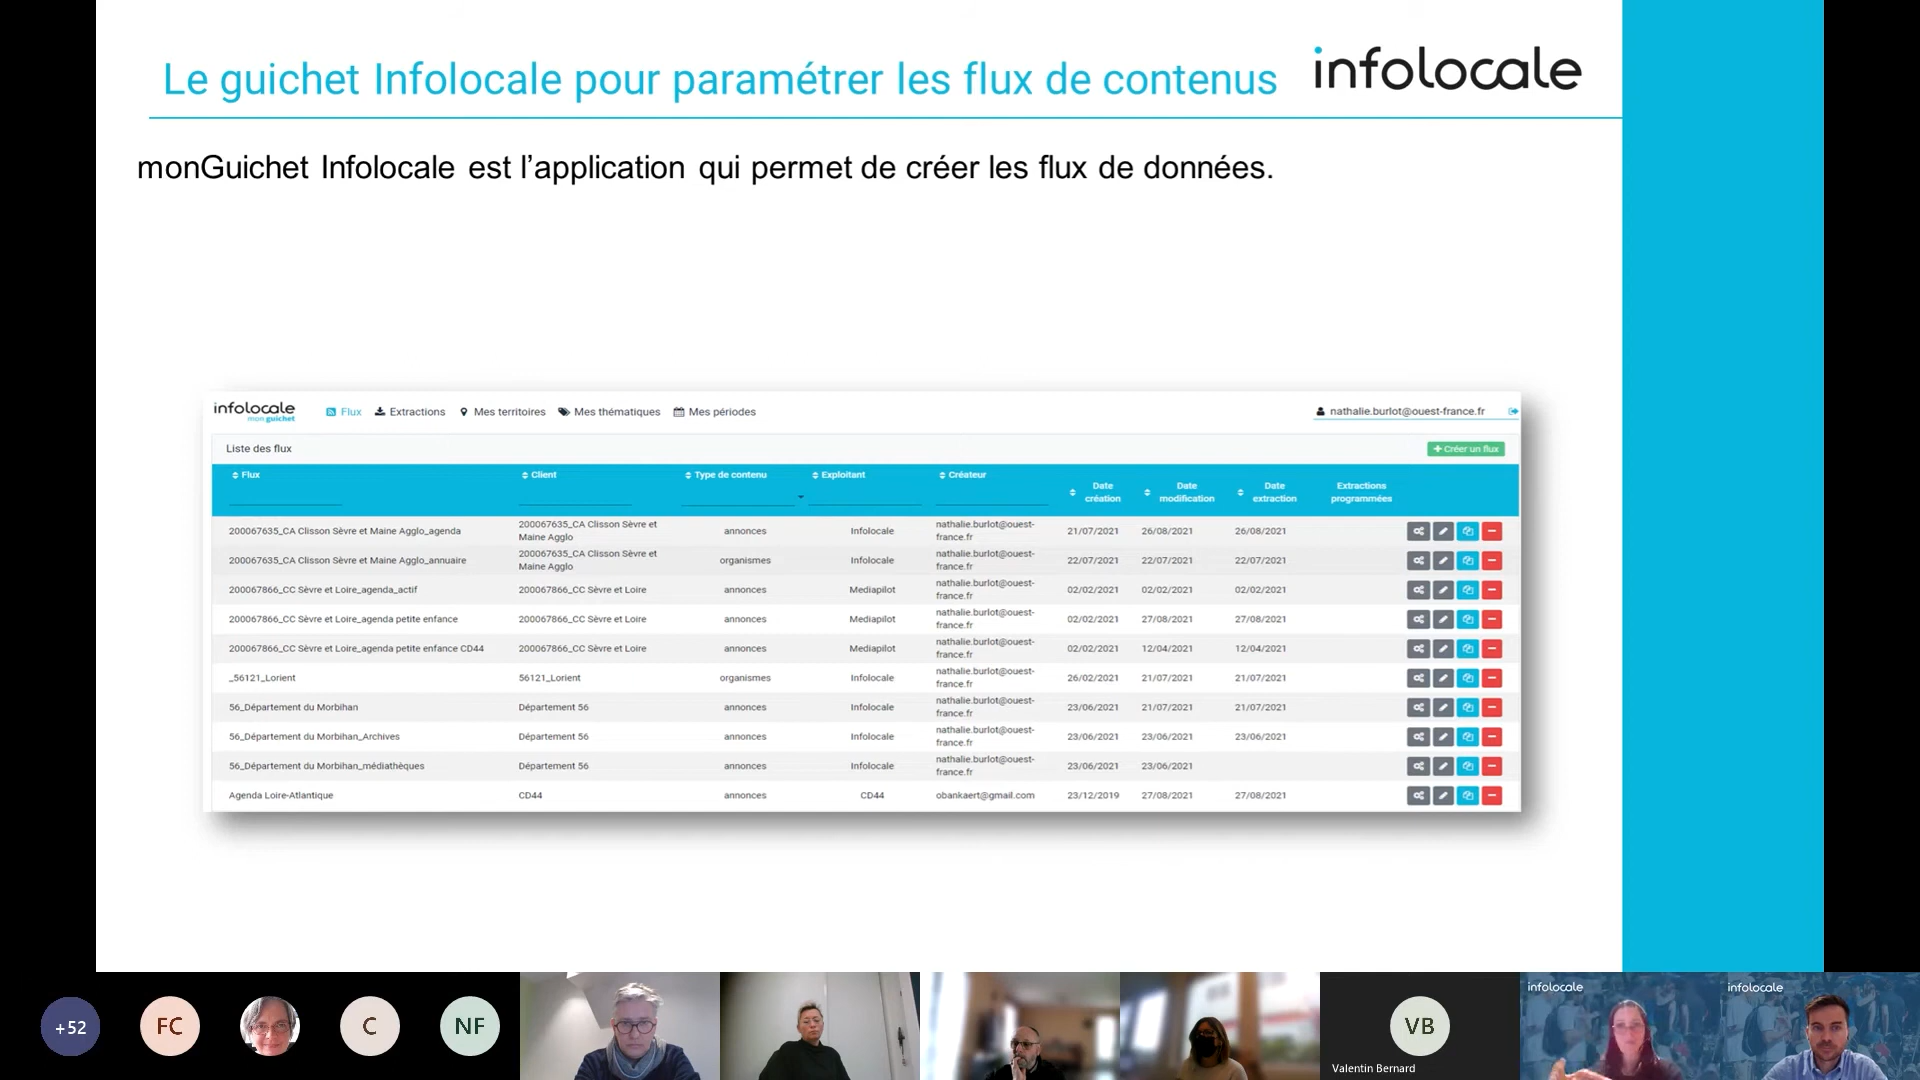 Le guichet Infolocale pour paramétrer les flux de contenus
infolocale
monGuichet Infolocale est l’application qui permet de créer les flux de données.
infolocale
mon guichet
Flux Extractions Mes territoires Mes thématiques Mes périodes
nathalie.burlot@ouest-france.fr
Liste des flux
Créer un flux
Flux Client Type de contenu Exploitant Créateur Date création Date modification Date extraction Extractions programmées
200067635_CA Clisson Sèvre et Maine Agglo_agenda 200067635_CA Clisson Sèvre et Maine Agglo annonces Infolocale nathalie.burlot@ouest-france.fr 21/07/2021 26/08/2021 26/08/2021
200067635_CA Clisson Sèvre et Maine Agglo_annuaire 200067635_CA Clisson Sèvre et Maine Agglo organismes Infolocale nathalie.burlot@ouest-france.fr 22/07/2021 22/07/2021 22/07/2021
200067866_CC Sèvre et Loire_agenda_actif 200067866_CC Sèvre et Loire annonces Mediapilot nathalie.burlot@ouest-france.fr 02/02/2021 02/02/2021 02/02/2021
200067866_CC Sèvre et Loire_agenda petite enfance 200067866_CC Sèvre et Loire annonces Mediapilot nathalie.burlot@ouest-france.fr 02/02/2021 27/08/2021 27/08/2021
200067866_CC Sèvre et Loire_agenda petite enfance CD44 200067866_CC Sèvre et Loire annonces Mediapilot nathalie.burlot@ouest-france.fr 02/02/2021 12/04/2021 12/04/2021
_56121_Lorient 56121_Lorient organismes Infolocale nathalie.burlot@ouest-france.fr 26/02/2021 21/07/2021 21/07/2021
56_Département du Morbihan Département 56 annonces Infolocale nathalie.burlot@ouest-france.fr 23/06/2021 21/07/2021 21/07/2021
56_Département du Morbihan_Archives Département 56 annonces Infolocale nathalie.burlot@ouest-france.fr 23/06/2021 23/06/2021 23/06/2021
56_Département du Morbihan_médiathèques Département 56 annonces Infolocale nathalie.burlot@ouest-france.fr 23/06/2021 23/06/2021
Agenda Loire-Atlantique CD44 annonces CD44 obankaert@gmail.com 23/12/2019 27/08/2021 27/08/2021
+52 FC C NF VB
Valentin Bernard
infolocale
infolocale